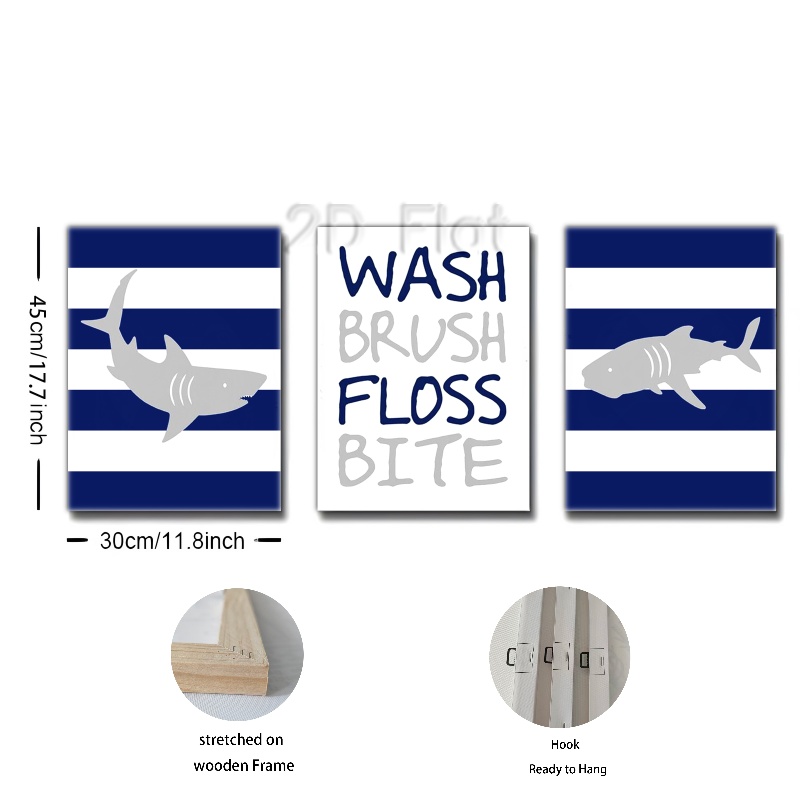 2D Flat
WASH
BRUSH
FLOSS
BITE
45cm/17.7inch
30cm/11.8inch
stretched on
wooden Frame
Hook
Ready to Hang